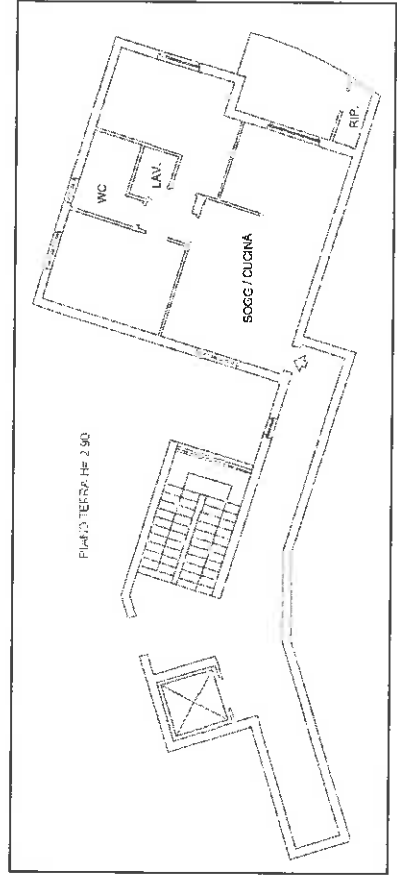 PIANO TERRA H= 2.90
WC
LAV.
RIP.
SOGG / CUCINA